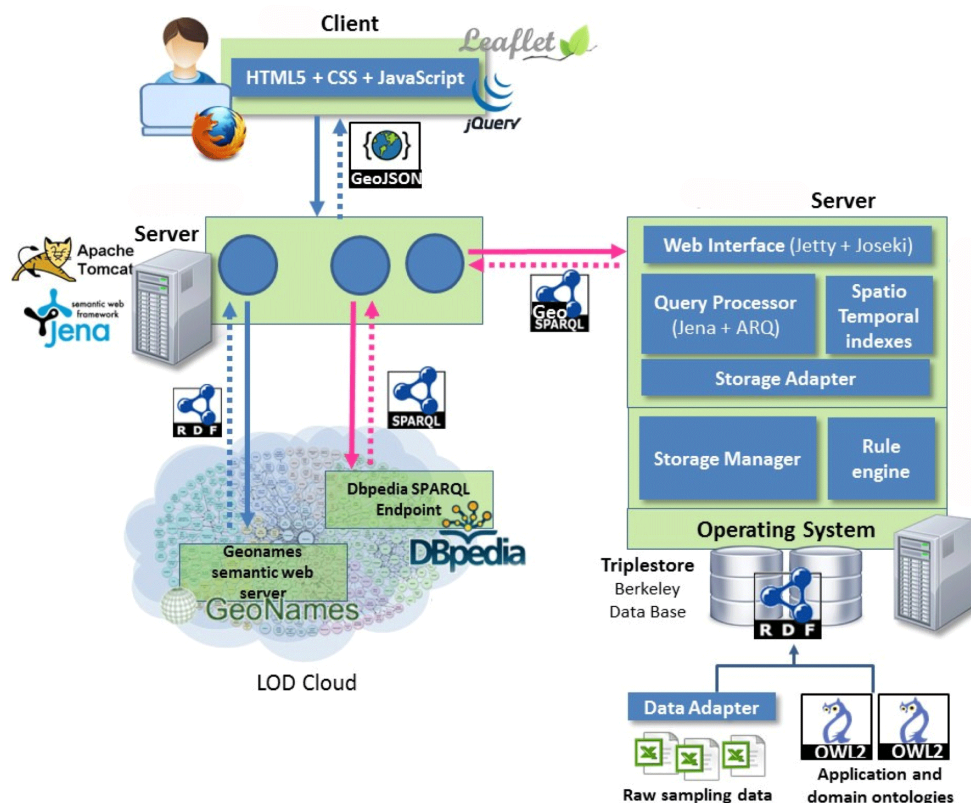 Client
Leaflet
HTML5 + CSS + JavaScript
jQuery
{ }
GeoJSON
Server
Apache
Tomcat
semantic web
framework
Jena
Server
Web Interface (Jetty + Joseki)
Geo
SPARQL
Query Processor
(Jena + ARQ)
Spatio
Temporal
indexes
Storage Adapter
RDF
SPARQL
Storage Manager
Rule
engine
Dbpedia SPARQL
Endpoint
DBpedia
Operating System
Geonames
semantic web
server
GeoNames
Triplestore
Berkeley
Data Base
RDF
LOD Cloud
Data Adapter
OWL2
OWL2
Raw sampling data
Application and
domain ontologies